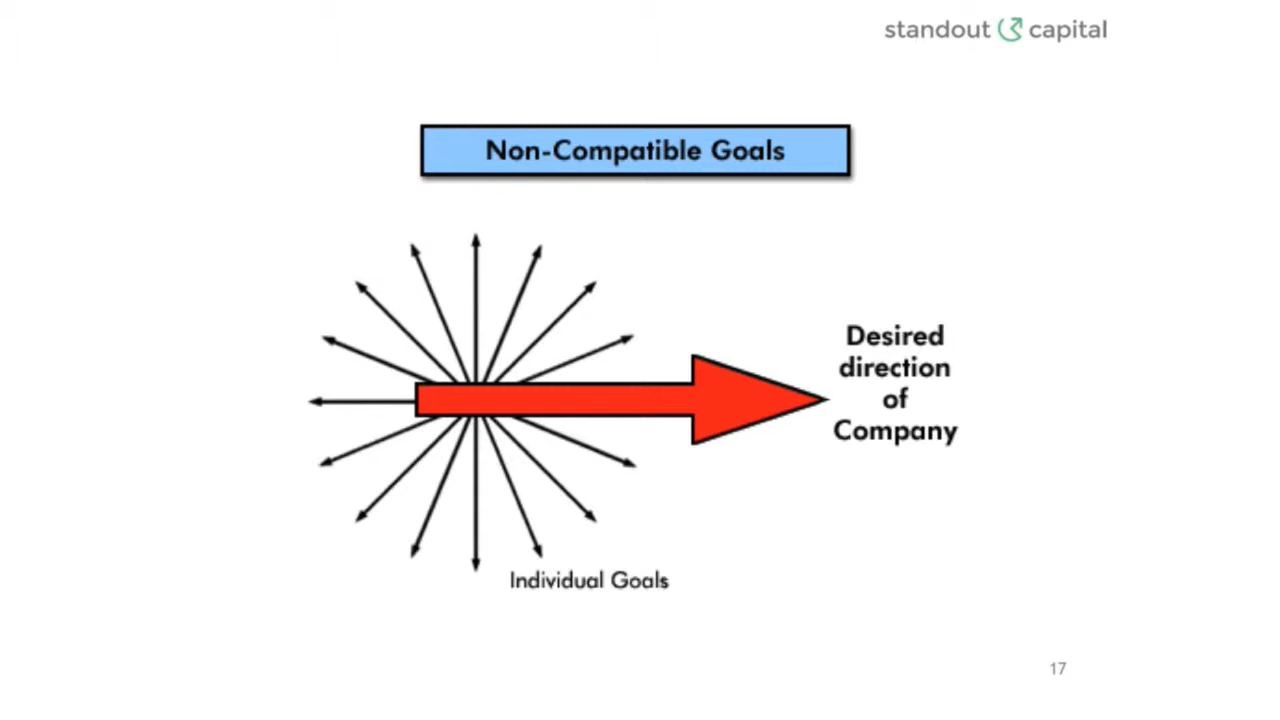 standout capital
Non-Compatible Goals
Desired
direction
of
Company
Individual Goals
17